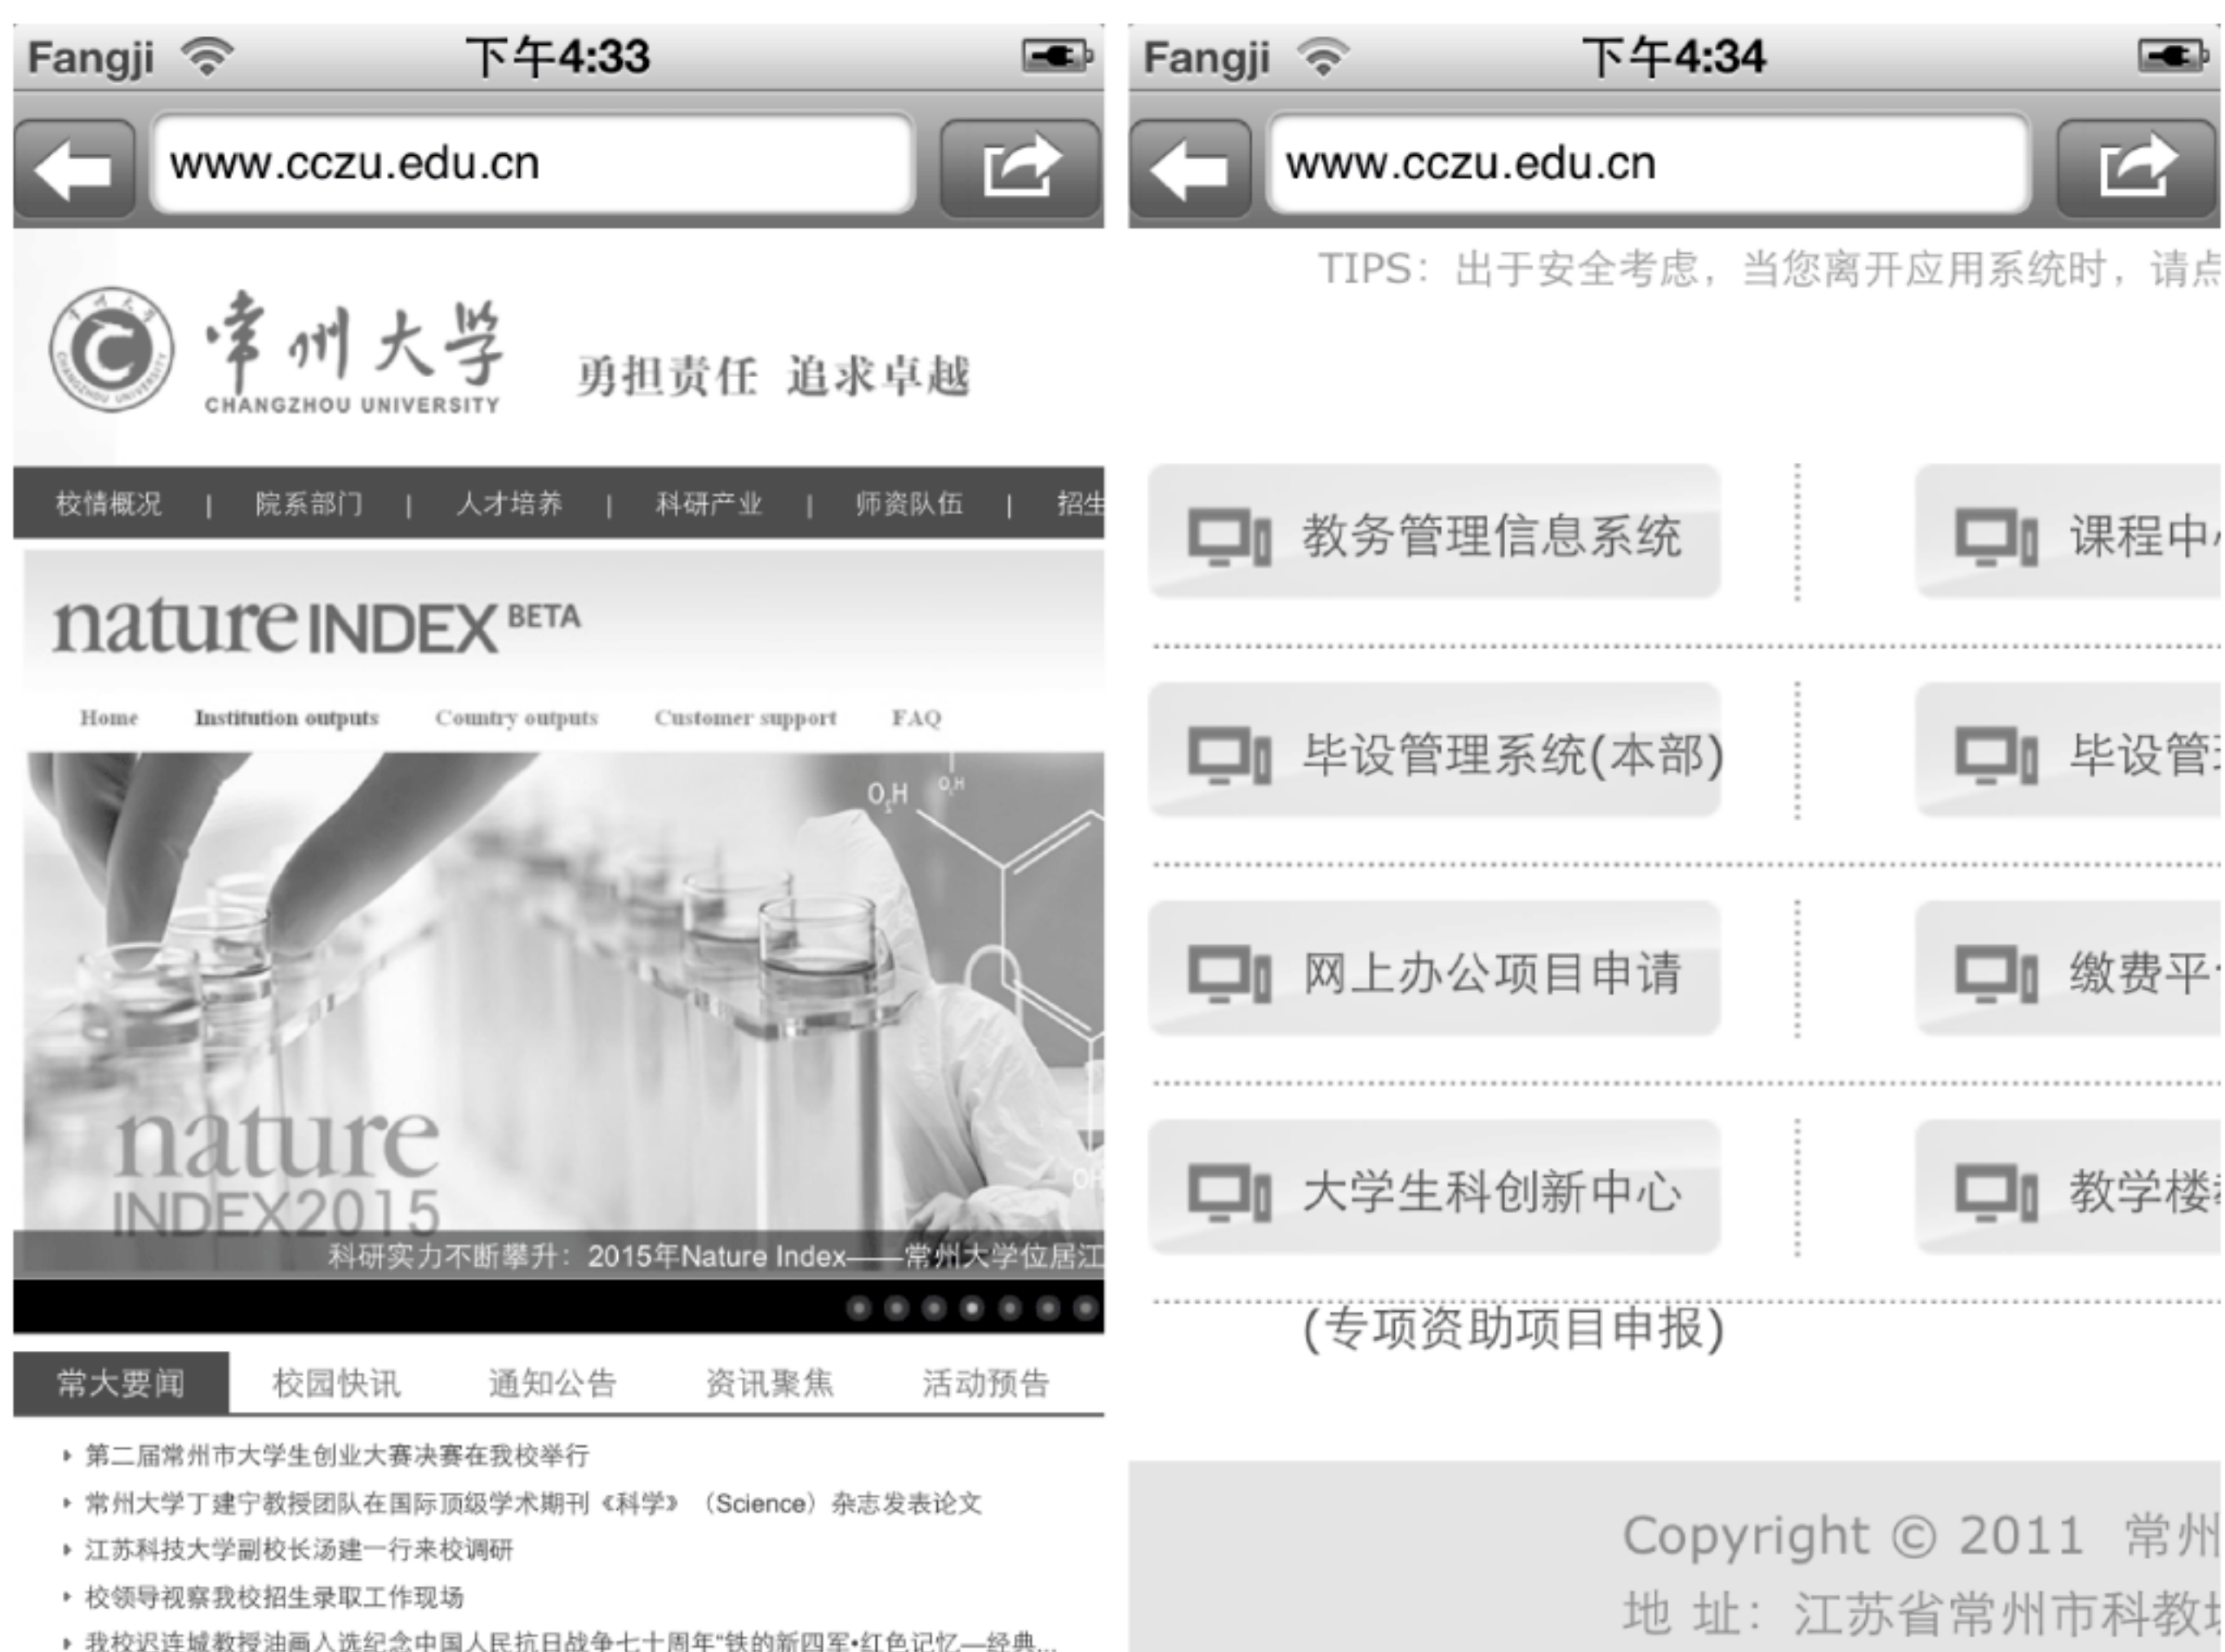 Fangji 下午4:33
www.cczu.edu.cn
常州大学
CHANGZHOU UNIVERSITY
勇担责任 追求卓越
校情概况 | 院系部门 | 人才培养 | 科研产业 | 师资队伍 | 招生
nature INDEX BETA
Home Institution outputs Country outputs Customer support FAQ
nature
INDEX2015
科研实力不断攀升：2015年Nature Index——常州大学位居江
常大要闻 校园快讯 通知公告 资讯聚焦 活动预告
第二届常州市大学生创业大赛决赛在我校举行
常州大学丁建宁教授团队在国际顶级学术期刊《科学》（Science）杂志发表论文
江苏科技大学副校长汤建一行来校调研
校领导视察我校招生录取工作现场
我校迟连城教授油画入选纪念中国人民抗日战争七十周年“铁的新四军•红色记忆—经典...
Fangji 下午4:34
www.cczu.edu.cn
TIPS：出于安全考虑，当您离开应用系统时，请点
教务管理信息系统 课程中
毕设管理系统(本部) 毕设管
网上办公项目申请 缴费平
大学生科创新中心 教学楼
(专项资助项目申报)
Copyright © 2011 常州
地 址：江苏省常州市科教